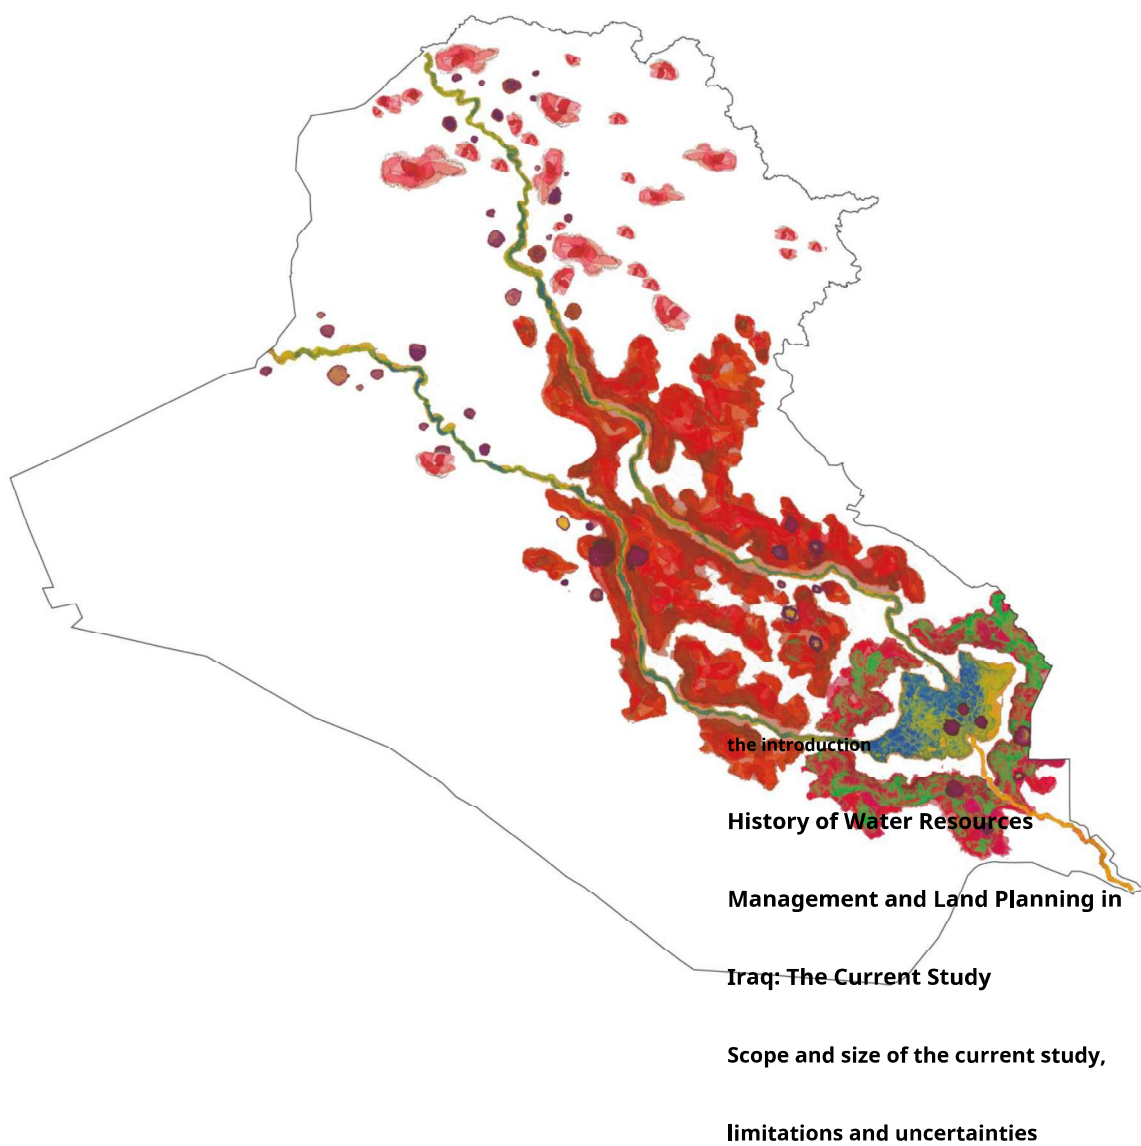 the introduction
History of Water Resources
Management and Land Planning in
Iraq: The Current Study
Scope and size of the current study,
limitations and uncertainties